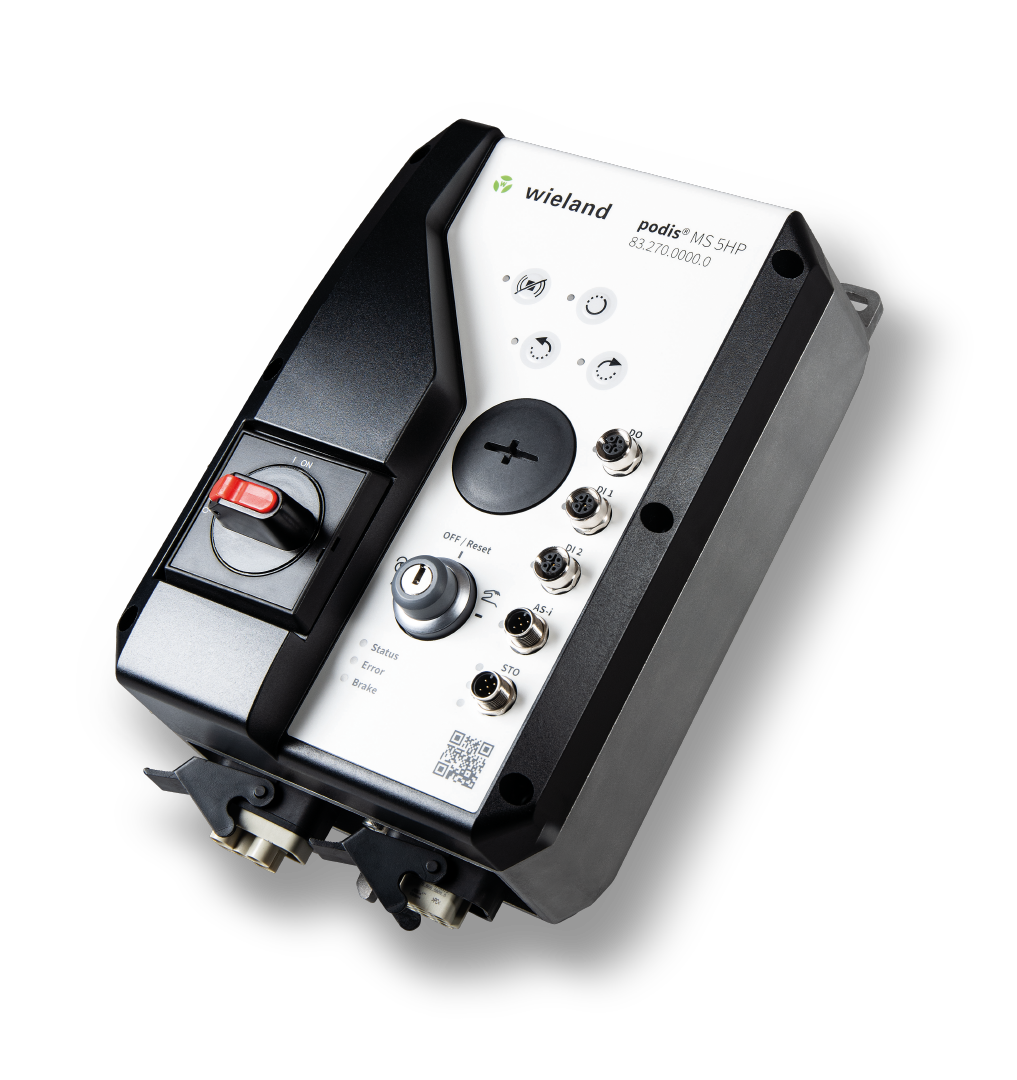 wieland
podis® MS 5HP
83.270.0000.0
I ON
DO
DI 1
DI 2
OFF / Reset
AS-i
STO
Status
Error
Brake